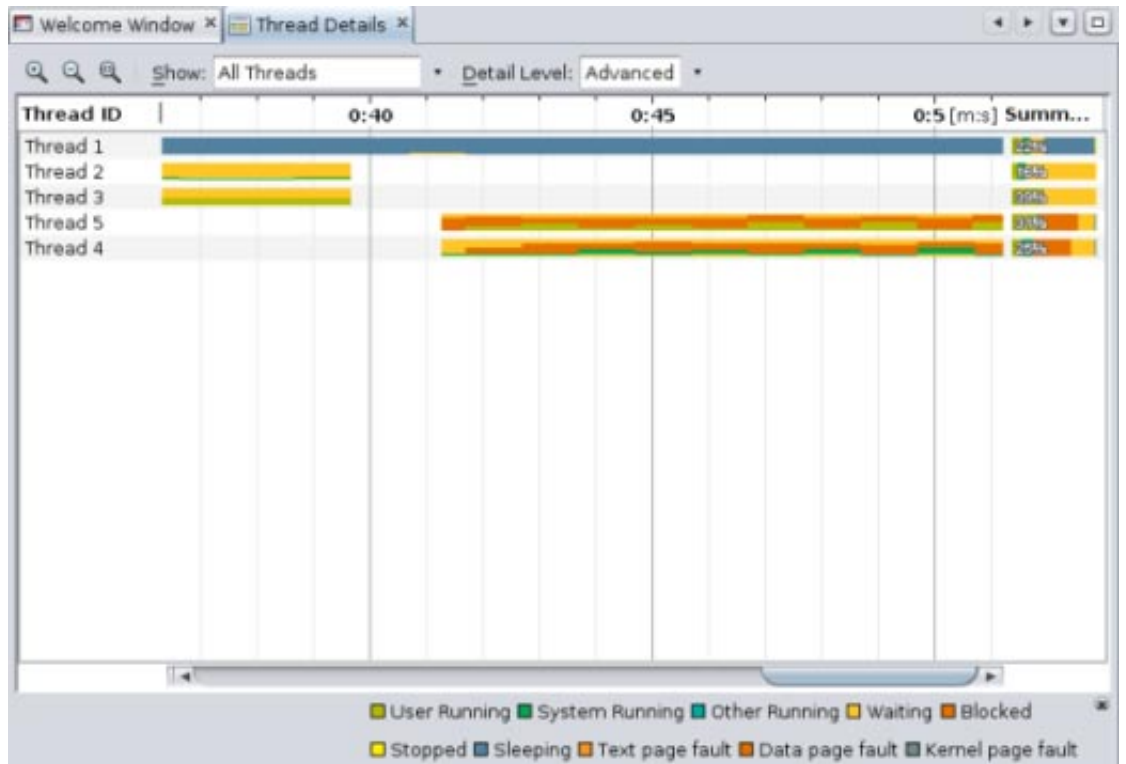 Welcome Window Thread Details
Show: All Threads Detail Level: Advanced
Thread ID 0:40 0:45 0:5 [m:s] Summ...
Thread 1
Thread 2
Thread 3
Thread 5
Thread 4
User Running System Running Other Running Waiting Blocked
Stopped Sleeping Text page fault Data page fault Kernel page fault